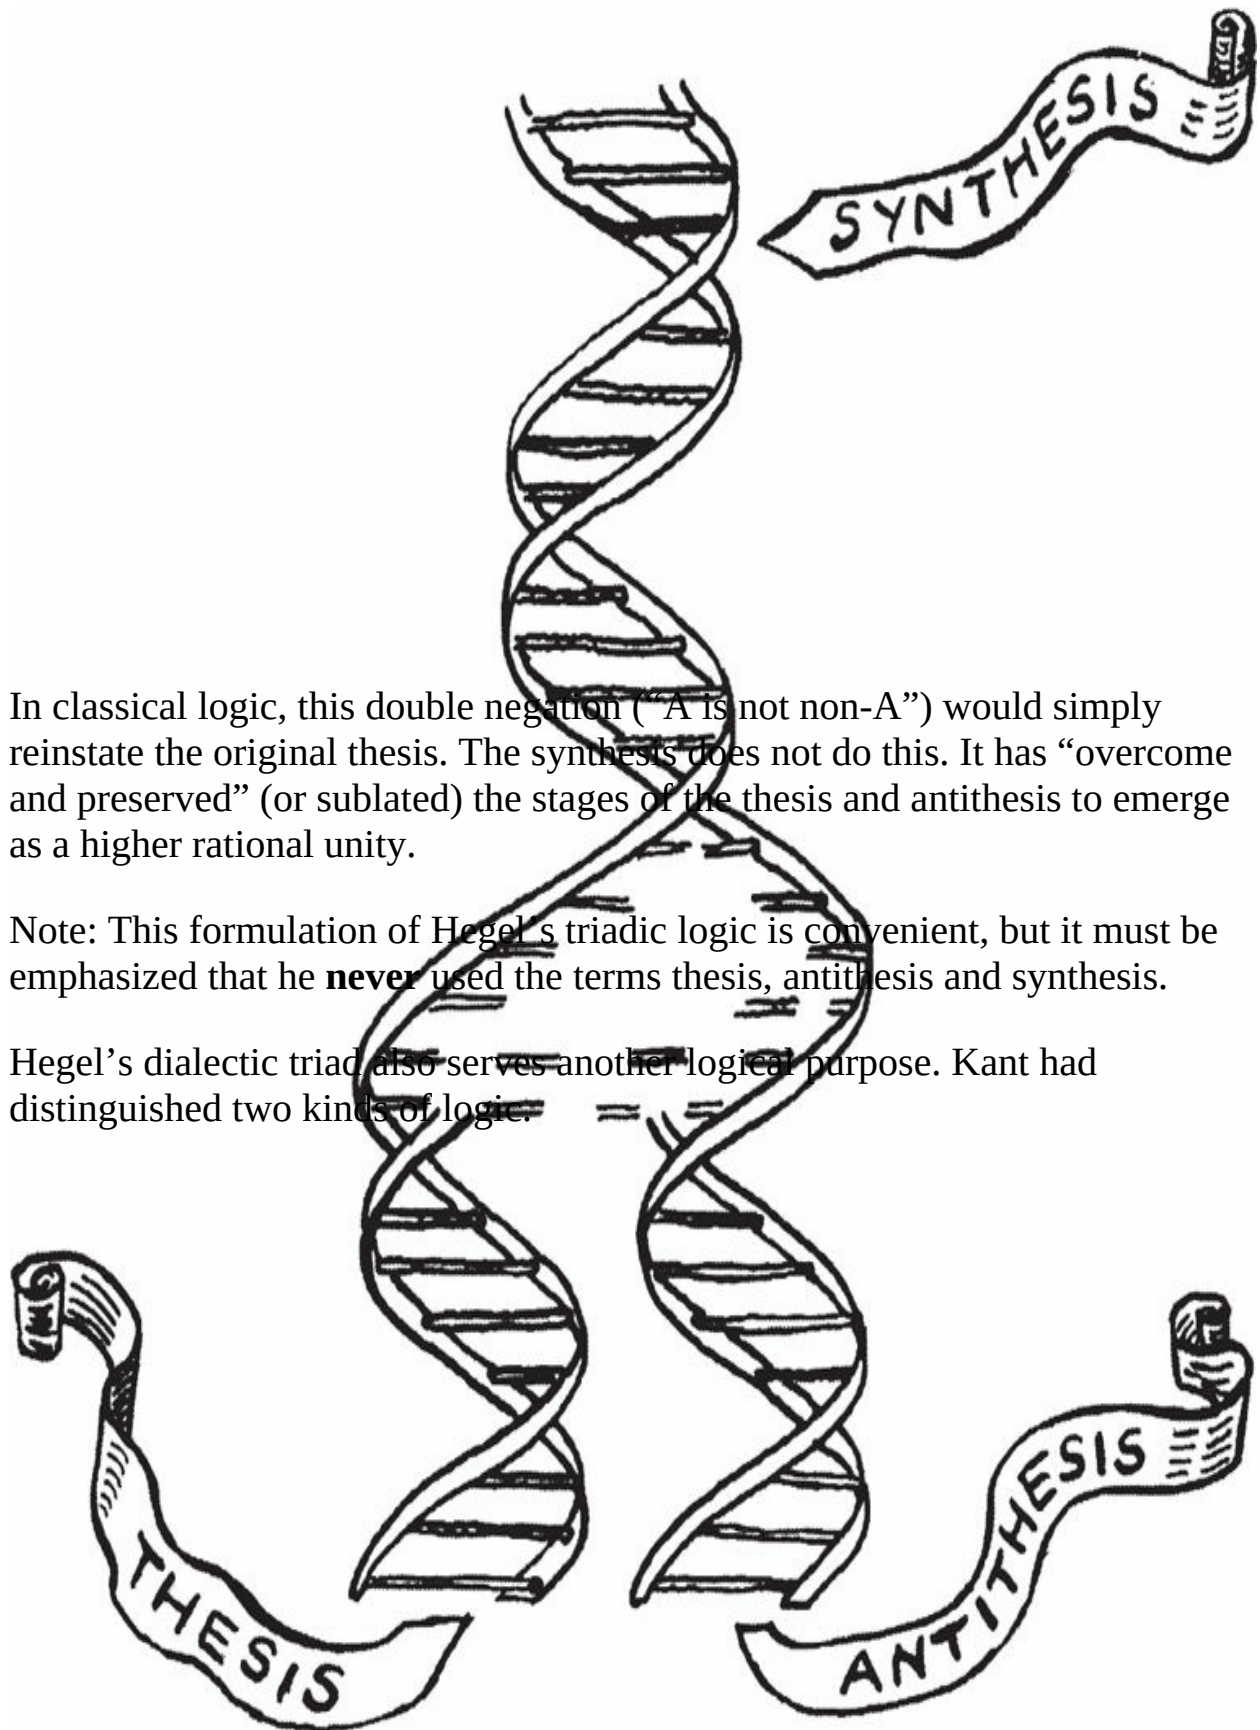 SYNTHESIS
In classical logic, this double negation (“A is not non-A”) would simply
reinstate the original thesis. The synthesis does not do this. It has “overcome
and preserved” (or sublated) the stages of the thesis and antithesis to emerge
as a higher rational unity.
Note: This formulation of Hegel’s triadic logic is convenient, but it must be
emphasized that he never used the terms thesis, antithesis and synthesis.
Hegel’s dialectic triad also serves another logical purpose. Kant had
distinguished two kinds of logic.
THESIS
ANTITHESIS